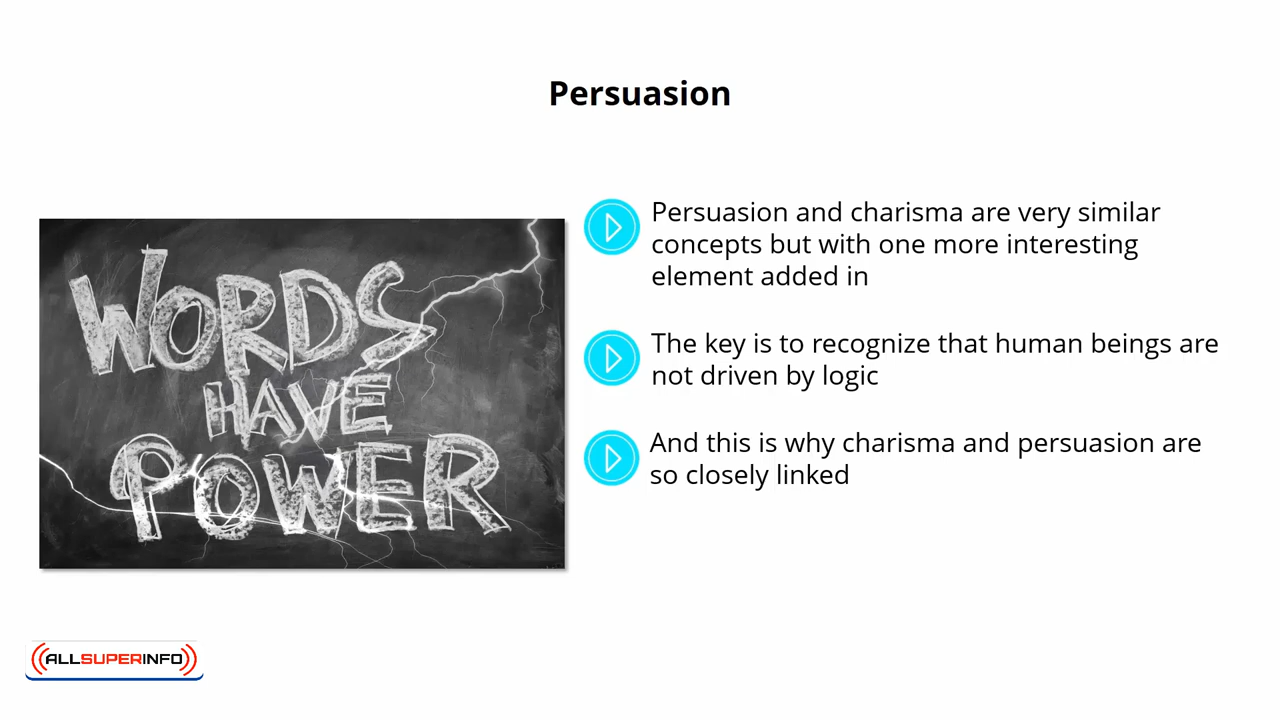 Persuasion
WORDS
HAVE
POWER
Persuasion and charisma are very similar
concepts but with one more interesting
element added in
The key is to recognize that human beings are
not driven by logic
And this is why charisma and persuasion are
so closely linked
ALLSUPERINFO